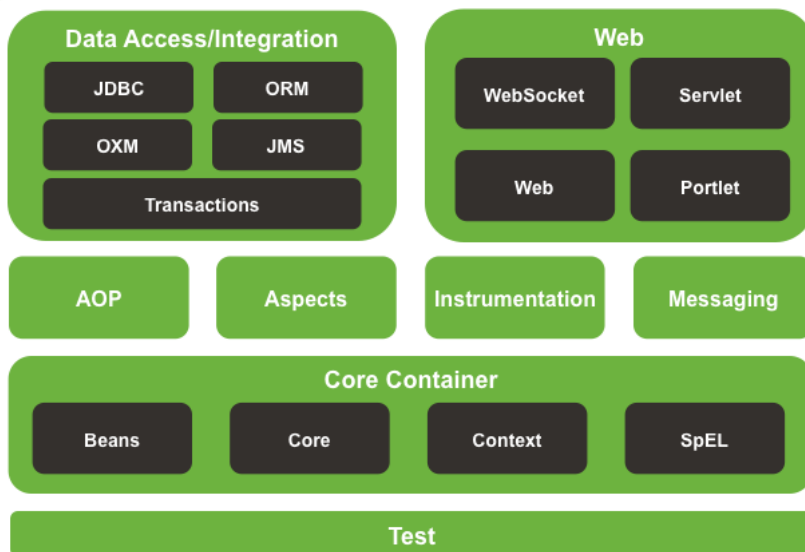 Data Access/Integration
JDBC
ORM
OXM
JMS
Transactions
Web
WebSocket
Servlet
Web
Portlet
AOP
Aspects
Instrumentation
Messaging
Core Container
Beans
Core
Context
SpEL
Test